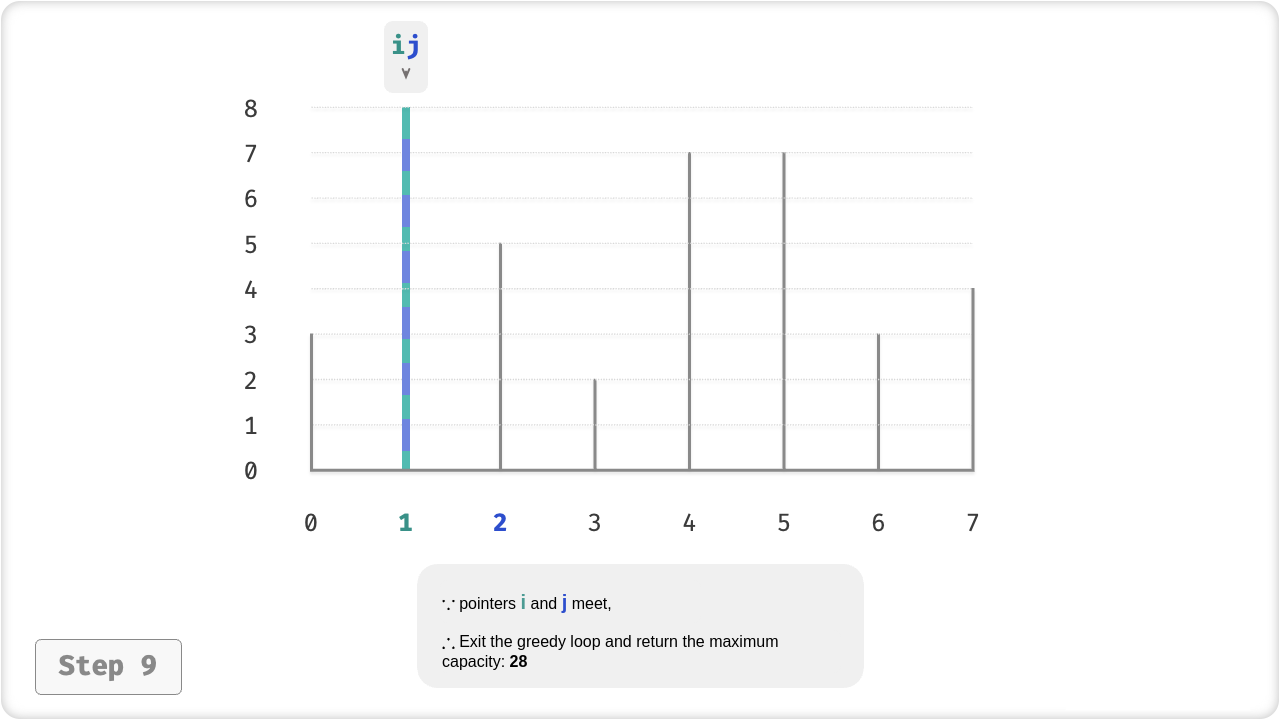 ij
8
7
6
5
4
3
2
1
0
0 1 2 3 4 5 6 7
∵ pointers i and j meet,
∴ Exit the greedy loop and return the maximum
capacity: 28
Step 9